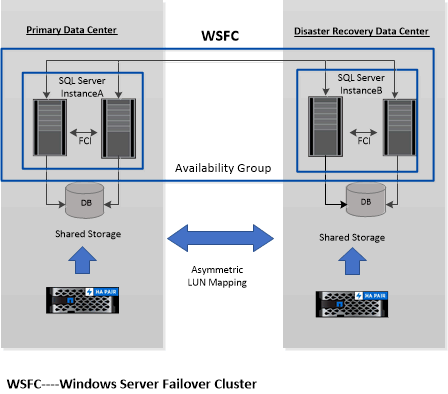 Primary Data Center
WSFC
Disaster Recovery Data Center
SQL Server
InstanceA
SQL Server
InstanceB
FCI
FCI
Availability Group
DB
DB
Shared Storage
Shared Storage
Asymmetric
LUN Mapping
HA PAIR
HA PAIR
WSFC----Windows Server Failover Cluster